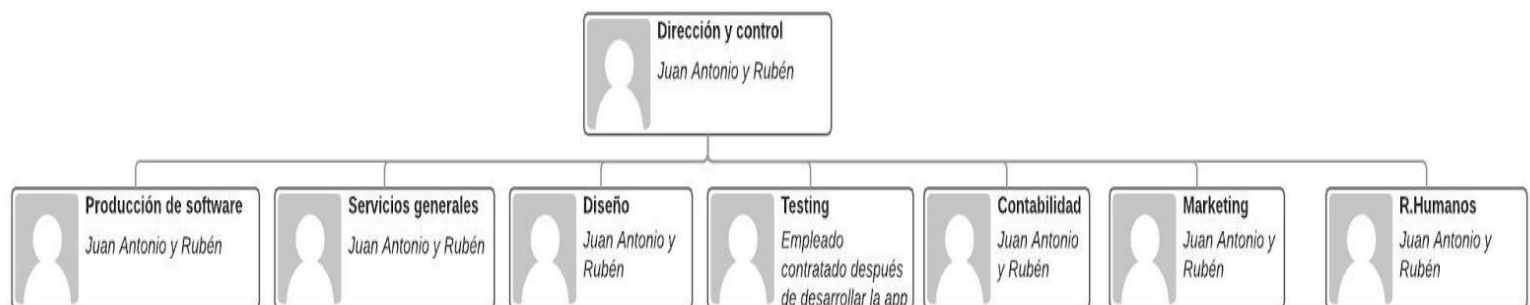 Dirección y control
Juan Antonio y Rubén
Producción de software
Juan Antonio y Rubén
Servicios generales
Juan Antonio y Rubén
Diseño
Juan Antonio y
Rubén
Testing
Empleado
contratado después
de desarrollar la app
Contabilidad
Juan Antonio
y Rubén
Marketing
Juan Antonio y
Rubén
R.Humanos
Juan Antonio y
Rubén